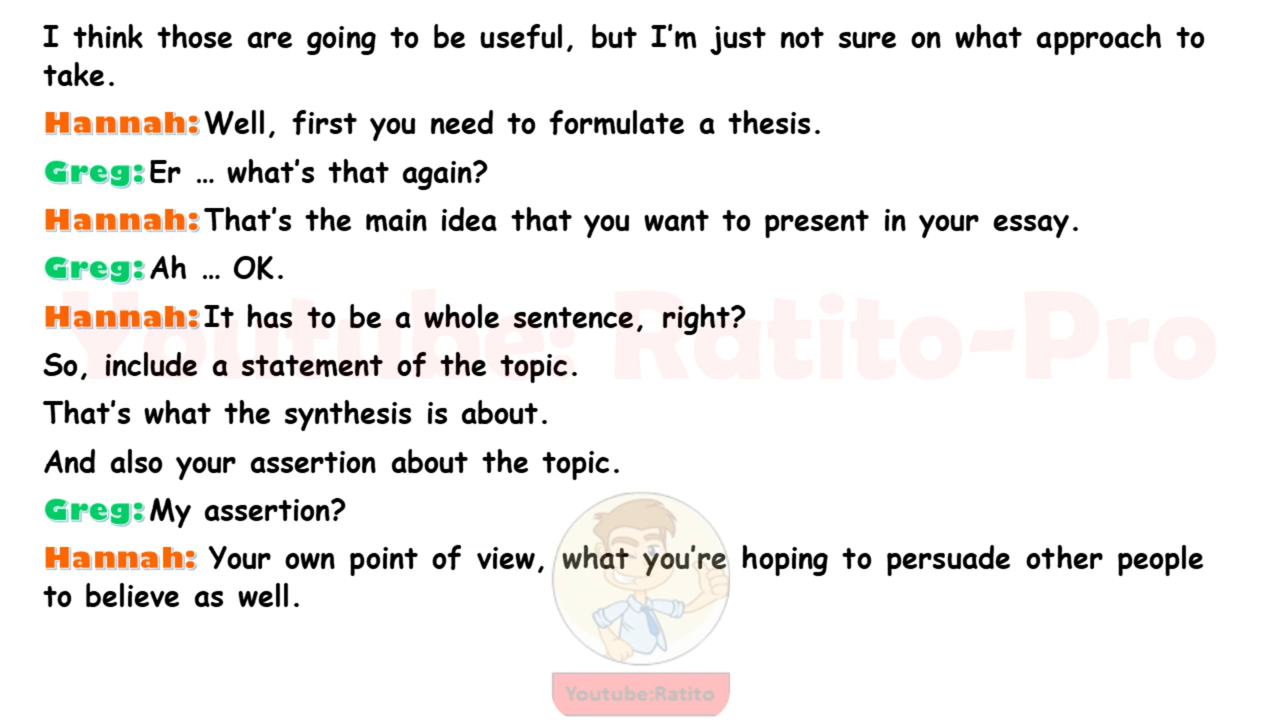 I think those are going to be useful, but I'm just not sure on what approach to
take.
Hannah: Well, first you need to formulate a thesis.
Greg: Er … what's that again?
Hannah: That's the main idea that you want to present in your essay.
Greg: Ah … OK.
Hannah: It has to be a whole sentence, right?
Youtube: Ratito-Pro
So, include a statement of the topic.
That's what the synthesis is about.
And also your assertion about the topic.
Greg: My assertion?
Hannah: Your own point of view, what you're hoping to persuade other people
to believe as well.
Youtube:Ratito